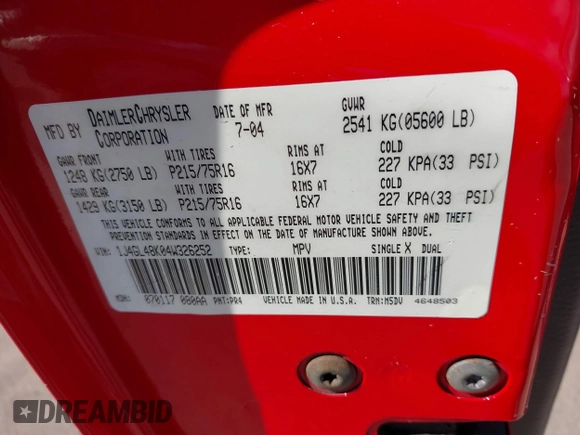 MFD BY DAIMLERCHRYSLER CORPORATION DATE OF MFR 7-04 GVWR 2541 KG(05600 LB)
GAWR FRONT WITH TIRES RIMS AT COLD
1248 KG(2750 LB) P215/75R16 16X7 227 KPA(33 PSI)
GAWR REAR WITH TIRES RIMS AT COLD
1429 KG(3150 LB) P215/75R16 16X7 227 KPA(33 PSI)
THIS VEHICLE CONFORMS TO ALL APPLICABLE FEDERAL MOTOR VEHICLE SAFETY AND THEFT
PREVENTION STANDARDS IN EFFECT ON THE DATE OF MANUFACTURE SHOWN ABOVE.
VIN: 1J4GL48K04W326252 TYPE: MPV SINGLE X DUAL
MDH: 070117 080AA PNT: PR4 VEHICLE MADE IN U.S.A. TRM: M5DV 4648503
DREAMBID